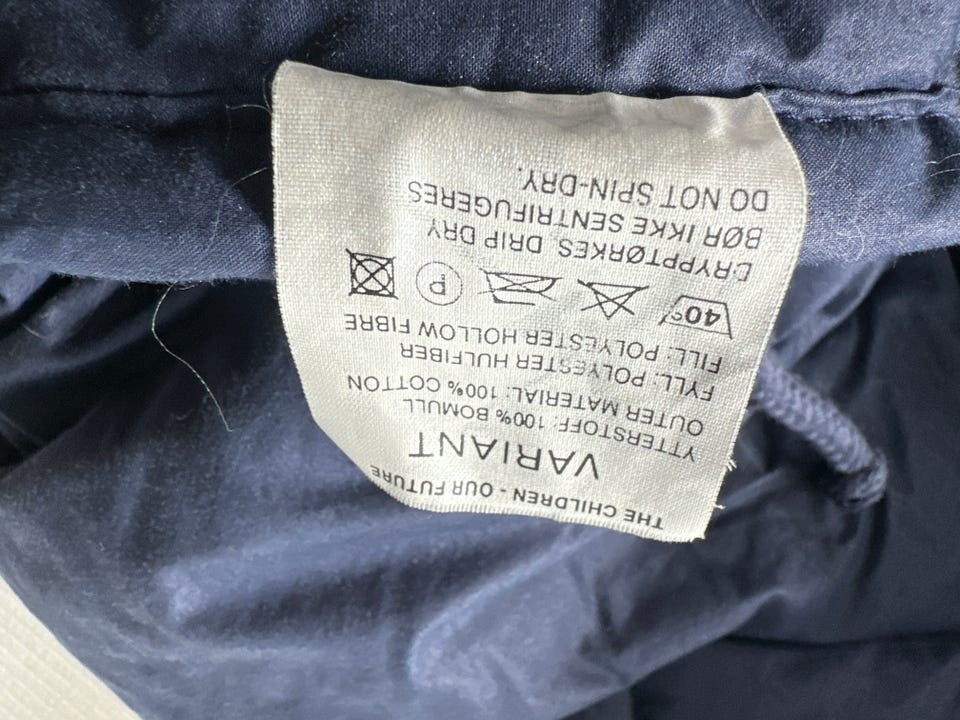 THE CHILDREN - OUR FUTURE
VARIANT
YTTERSTOFF: 100% BOMULL
OUTER MATERIAL: 100% COTTON
FYLL: POLYESTER HULFIBER
FILL: POLYESTER HOLLOW FIBRE
40° P
DRYPPTØRKES. DRIP DRY
BØR IKKE SENTRIFUGERES
DO NOT SPIN-DRY.